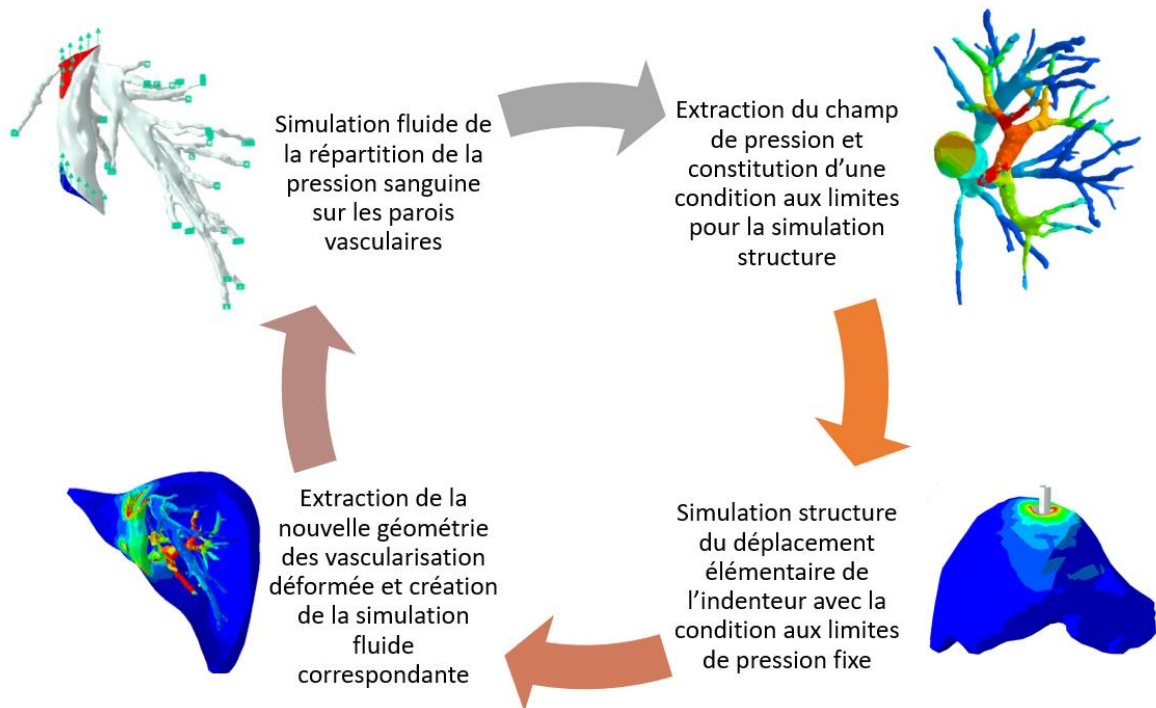 Simulation fluide de
la répartition de la
pression sanguine
sur les parois
vasculaires
Extraction du champ
de pression et
constitution d’une
condition aux limites
pour la simulation
structure
Simulation structure
du déplacement
élémentaire de
l’indenteur avec la
condition aux limites
de pression fixe
Extraction de la
nouvelle géométrie
des vascularisation
déformée et création
de la simulation
fluide
correspondante